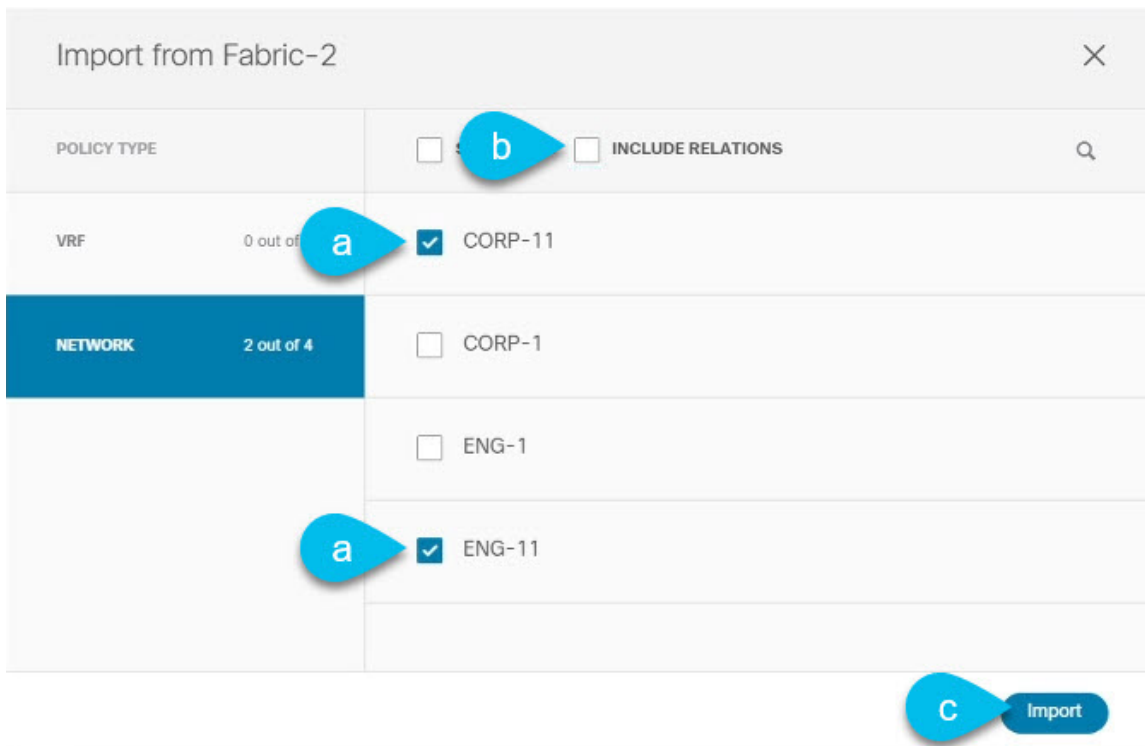 Import from Fabric-2
POLICY TYPE
b
INCLUDE RELATIONS
VRF 0 out of
a
CORP-11
NETWORK 2 out of 4
CORP-1
ENG-1
a
ENG-11
c
Import